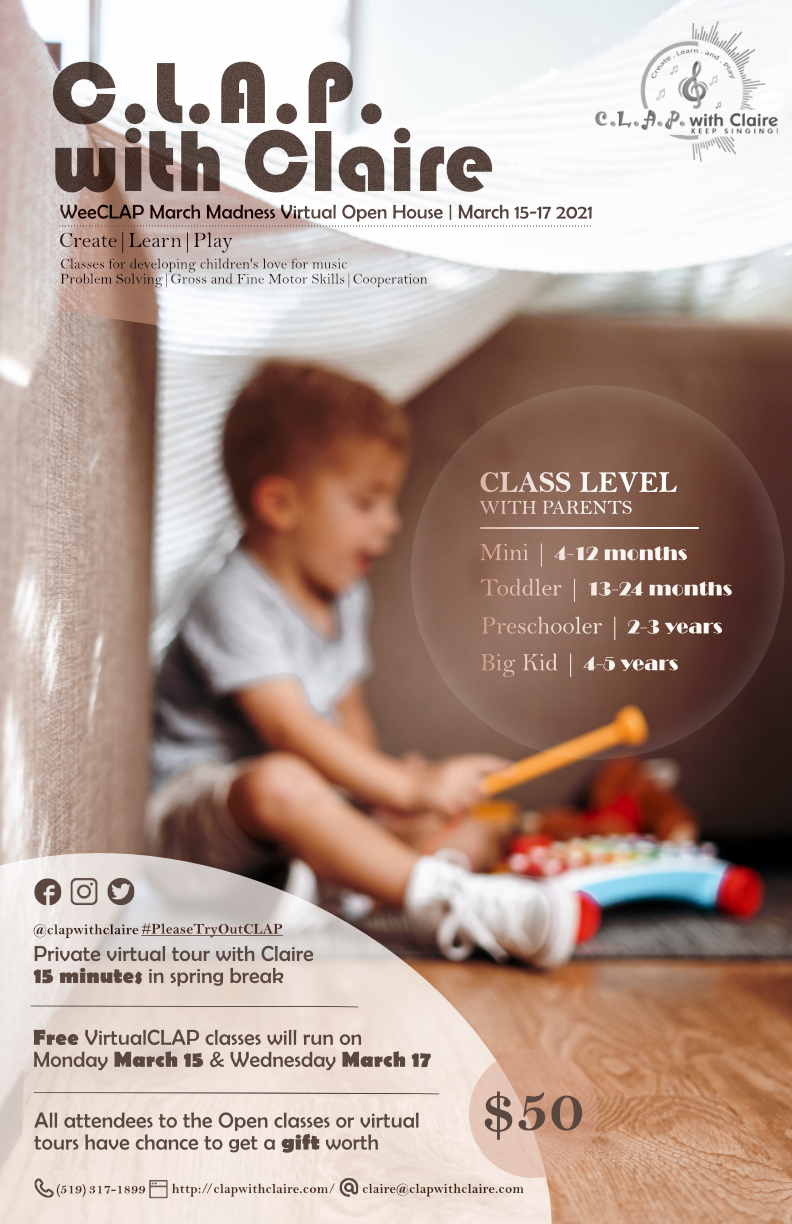 C.L.A.P.
with Claire
WeeCLAP March Madness Virtual Open House | March 15-17 2021
Create|Learn|Play
Classes for developing children's love for music
Problem Solving|Gross and Fine Motor Skills|Cooperation
Create . Learn . and . Play
C.L.A.P. with Claire
KEEP SINGING!
CLASS LEVEL
WITH PARENTS
Mini | 4-12 months
Toddler | 13-24 months
Preschooler | 2-3 years
Big Kid | 4-5 years
@clapwithclaire #PleaseTryOutCLAP
Private virtual tour with Claire
15 minutes in spring break
Free VirtualCLAP classes will run on
Monday March 15 & Wednesday March 17
All attendees to the Open classes or virtual
tours have chance to get a gift worth
$50
(519) 317-1899 http://clapwithclaire.com/ claire@clapwithclaire.com